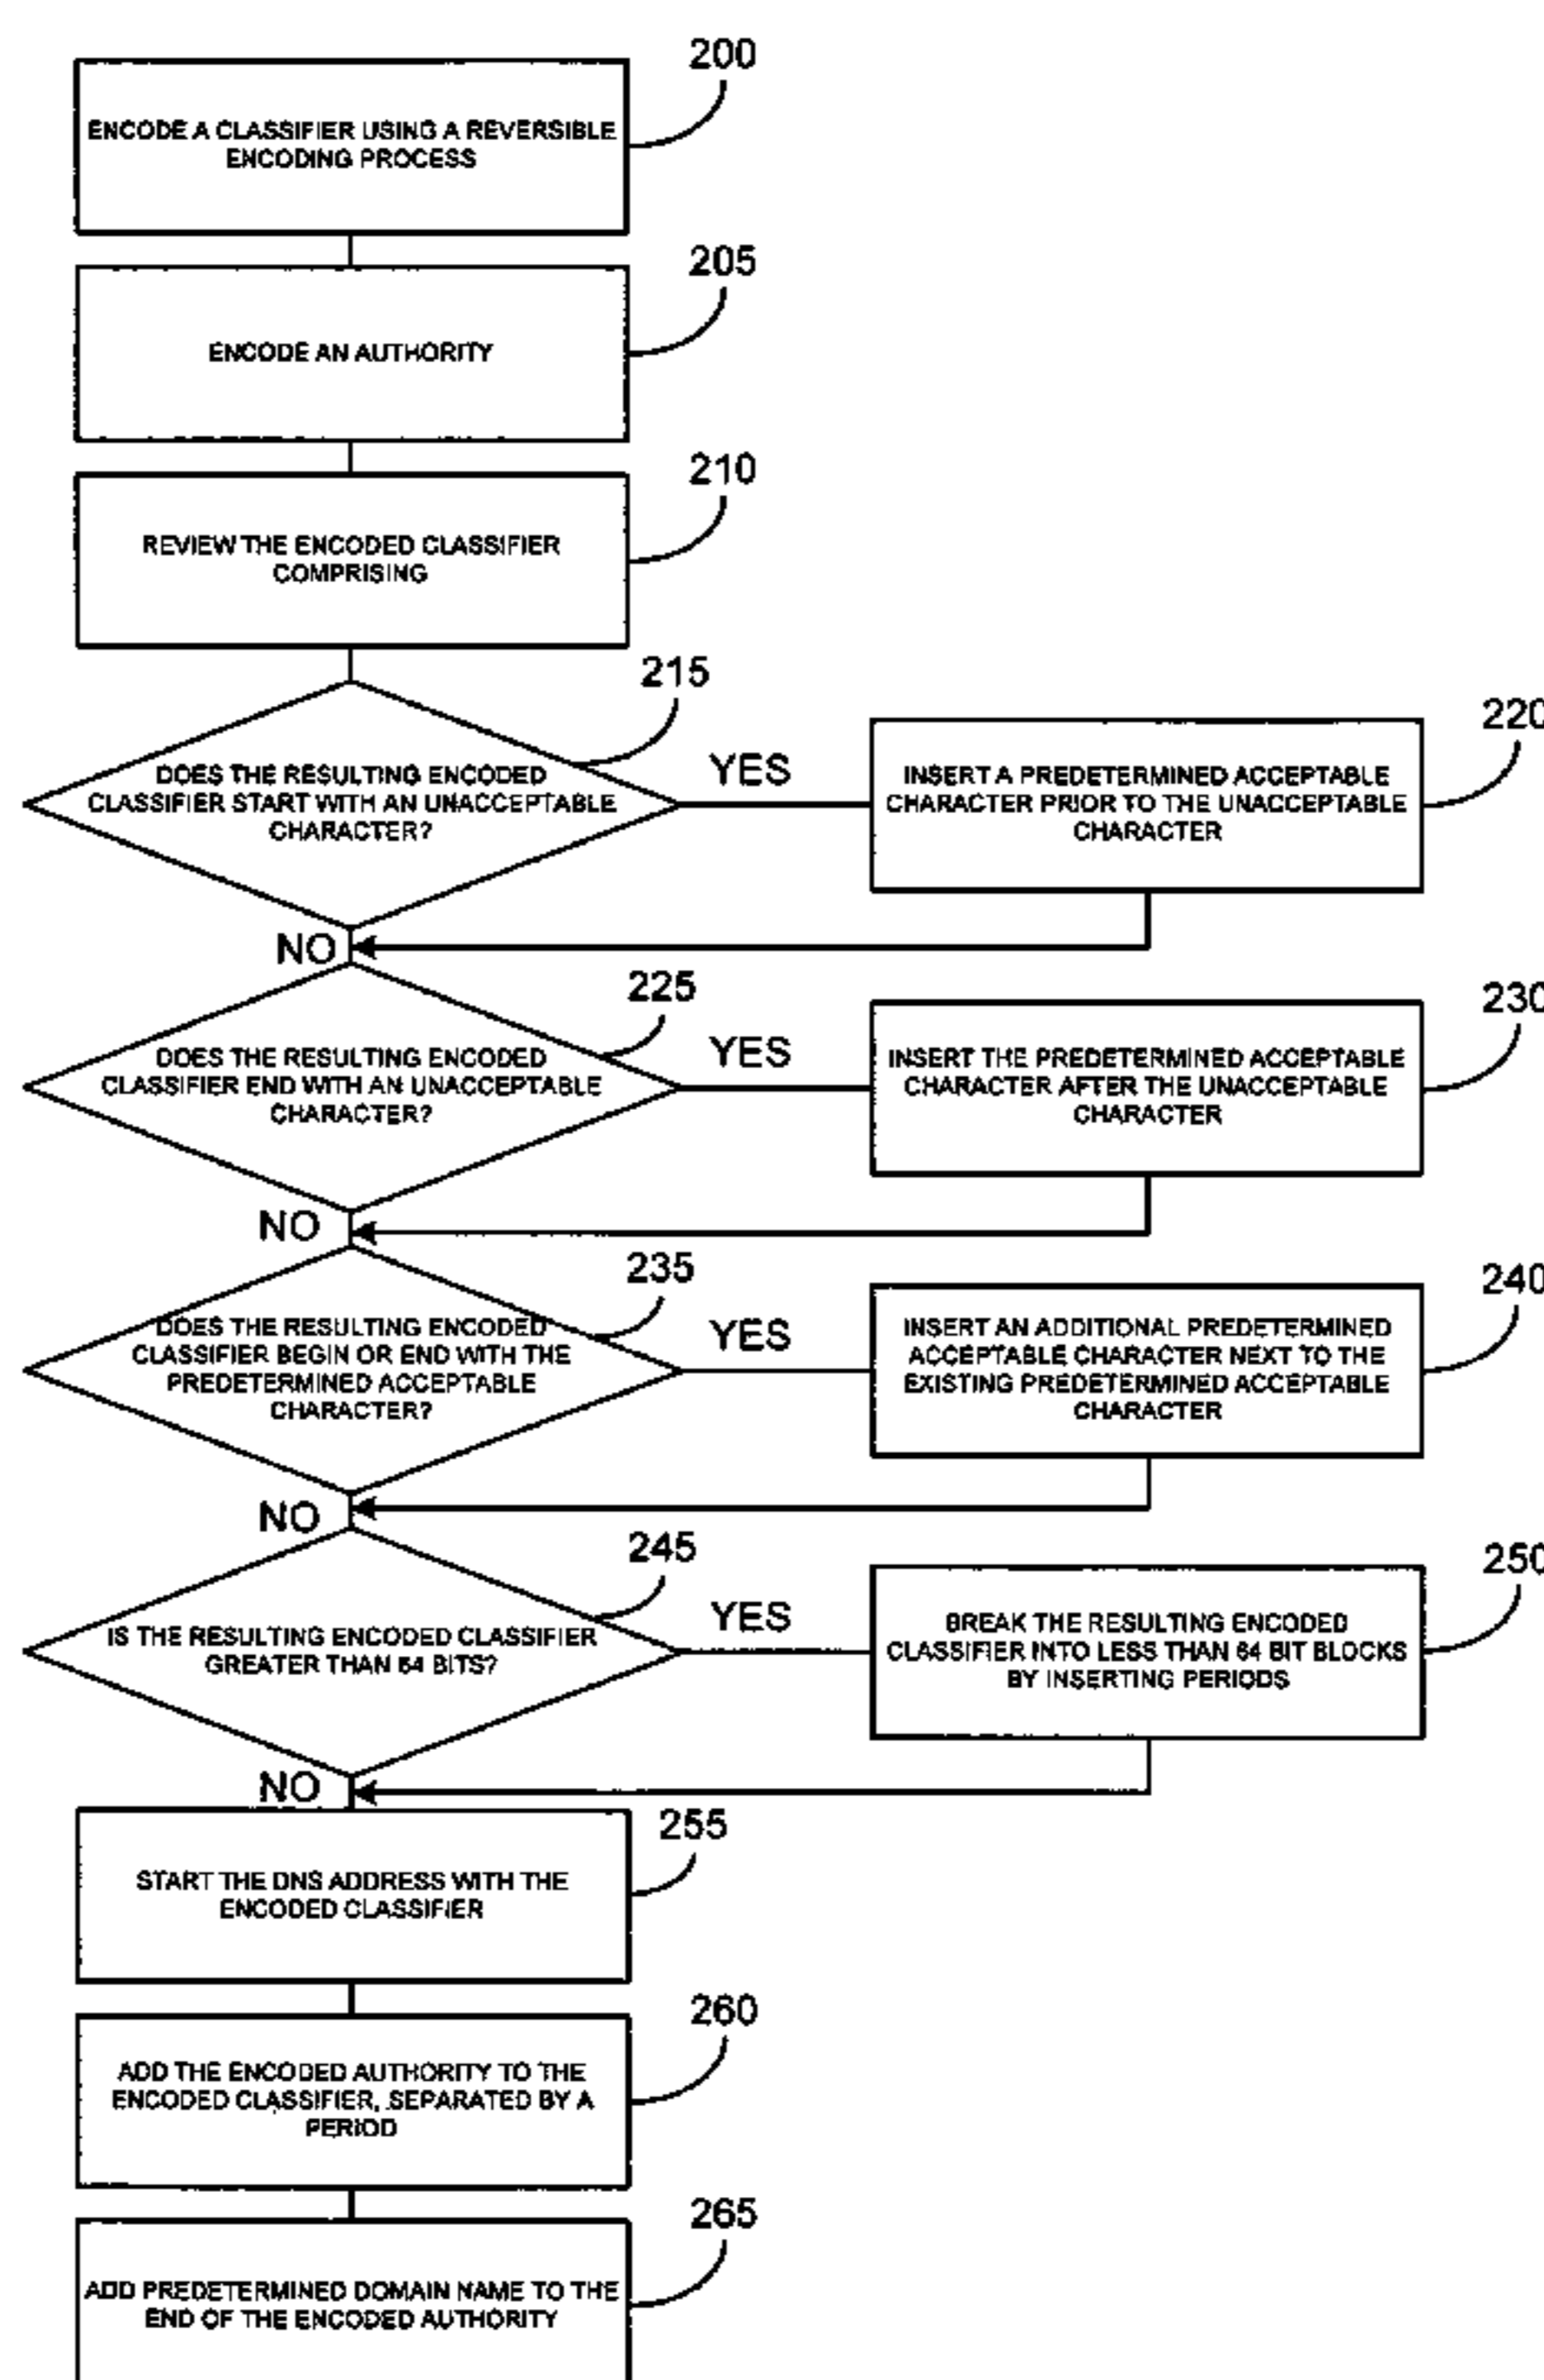 200
ENCODE A CLASSIFIER USING A REVERSIBLE
ENCODING PROCESS
205
ENCODE AN AUTHORITY
210
REVIEW THE ENCODED CLASSIFIER
COMPRISING
215
DOES THE RESULTING ENCODED
CLASSIFIER START WITH AN UNACCEPTABLE
CHARACTER?
YES
220
INSERT A PREDETERMINED ACCEPTABLE
CHARACTER PRIOR TO THE UNACCEPTABLE
CHARACTER
NO
225
DOES THE RESULTING ENCODED
CLASSIFIER END WITH AN UNACCEPTABLE
CHARACTER?
YES
230
INSERT THE PREDETERMINED ACCEPTABLE
CHARACTER AFTER THE UNACCEPTABLE
CHARACTER
NO
235
DOES THE RESULTING ENCODED
CLASSIFIER BEGIN OR END WITH THE
PREDETERMINED ACCEPTABLE
CHARACTER?
YES
240
INSERT AN ADDITIONAL PREDETERMINED
ACCEPTABLE CHARACTER NEXT TO THE
EXISTING PREDETERMINED ACCEPTABLE
CHARACTER
NO
245
IS THE RESULTING ENCODED CLASSIFIER
GREATER THAN 64 BITS?
YES
250
BREAK THE RESULTING ENCODED
CLASSIFIER INTO LESS THAN 64 BIT BLOCKS
BY INSERTING PERIODS
NO
255
START THE DNS ADDRESS WITH THE
ENCODED CLASSIFIER
260
ADD THE ENCODED AUTHORITY TO THE
ENCODED CLASSIFIER, SEPARATED BY A
PERIOD
265
ADD PREDETERMINED DOMAIN NAME TO THE
END OF THE ENCODED AUTHORITY